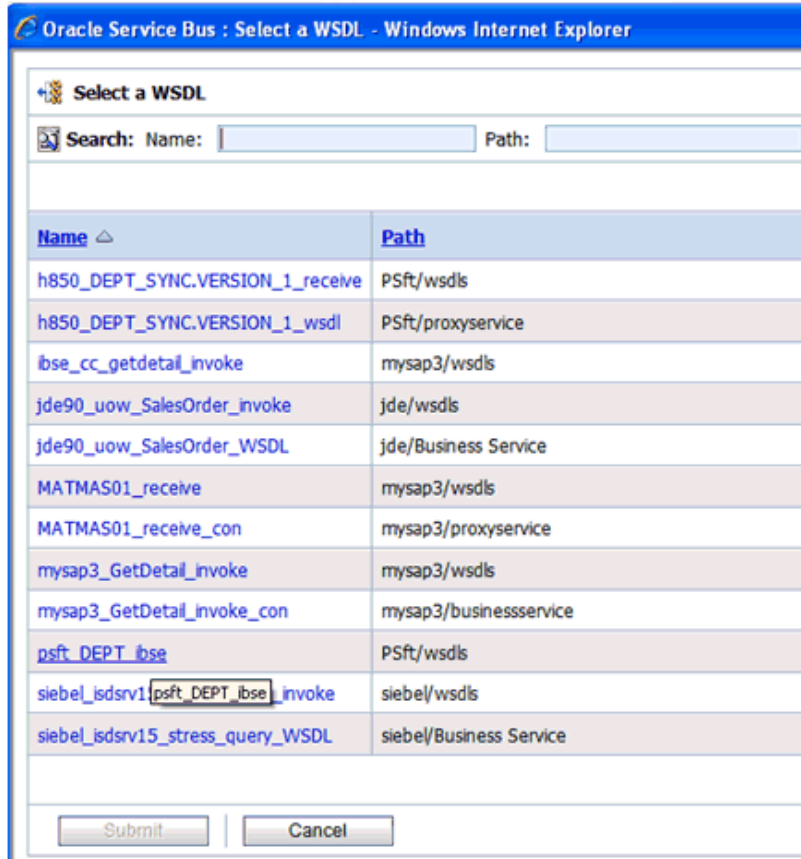 Oracle Service Bus : Select a WSDL - Windows Internet Explorer
Select a WSDL
Search: Name: Path:
Name Path
h850_DEPT_SYNC.VERSION_1_receive PSft/wsdls
h850_DEPT_SYNC.VERSION_1_wsdl PSft/proxyservice
ibse_cc_getdetail_invoke mysap3/wsdls
jde90_uow_SalesOrder_invoke jde/wsdls
jde90_uow_SalesOrder_WSDL jde/Business Service
MATMAS01_receive mysap3/wsdls
MATMAS01_receive_con mysap3/proxyservice
mysap3_GetDetail_invoke mysap3/wsdls
mysap3_GetDetail_invoke_con mysap3/businessservice
psft_DEPT_ibse PSft/wsdls
siebel_isdsrv15 psft_DEPT_ibse _invoke siebel/wsdls
siebel_isdsrv15_stress_query_WSDL siebel/Business Service
Submit Cancel